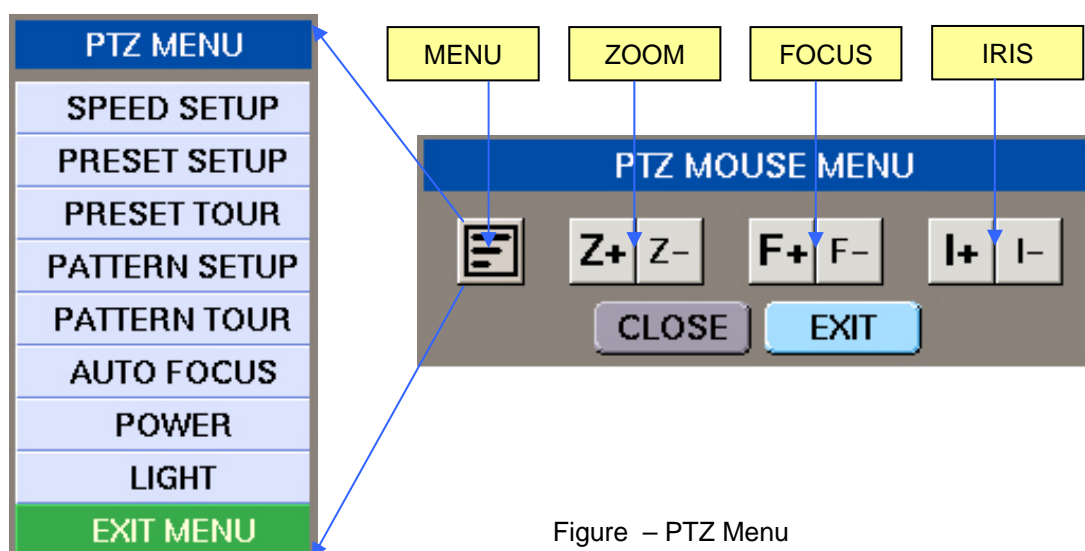 PTZ MENU
SPEED SETUP
PRESET SETUP
PRESET TOUR
PATTERN SETUP
PATTERN TOUR
AUTO FOCUS
POWER
LIGHT
EXIT MENU
MENU ZOOM FOCUS IRIS
PTZ MOUSE MENU
Z+ Z- F+ F- I+ I-
CLOSE EXIT
Figure – PTZ Menu